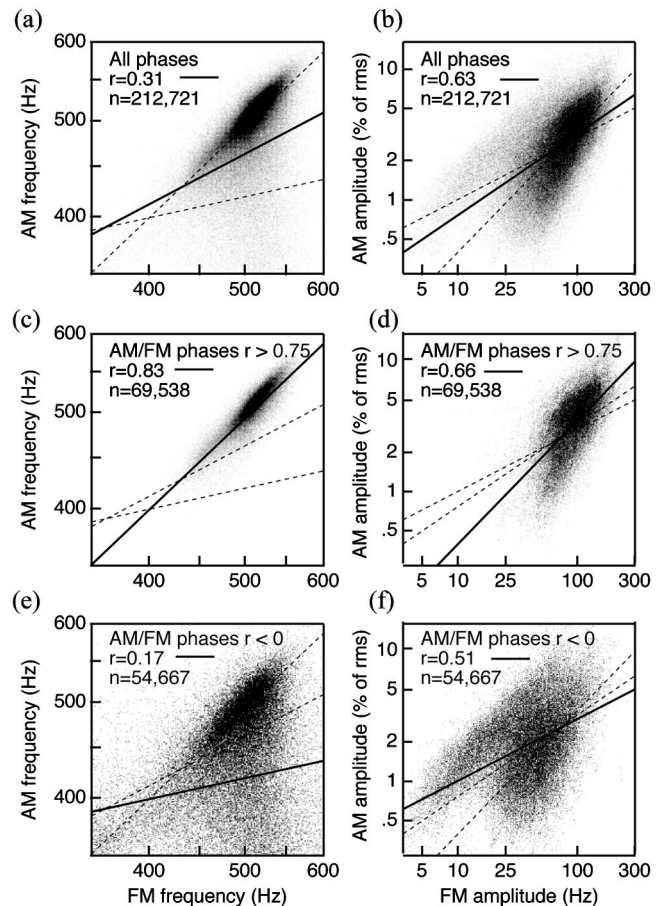 (a)
600
500
400
AM frequency (Hz)
All phases
r=0.31
n=212,721
400
500
600
(b)
10
5
2
1
.5
AM amplitude (% of rms)
All phases
r=0.63
n=212,721
5
10
25
100
300
(c)
600
500
400
AM frequency (Hz)
AM/FM phases r > 0.75
r=0.83
n=69,538
400
500
600
(d)
10
5
2
1
.5
AM amplitude (% of rms)
AM/FM phases r > 0.75
r=0.66
n=69,538
5
10
25
100
300
(e)
600
500
400
AM frequency (Hz)
AM/FM phases r < 0
r=0.17
n=54,667
400
500
600
FM frequency (Hz)
(f)
10
5
2
1
.5
AM amplitude (% of rms)
AM/FM phases r < 0
r=0.51
n=54,667
5
10
25
100
300
FM amplitude (Hz)